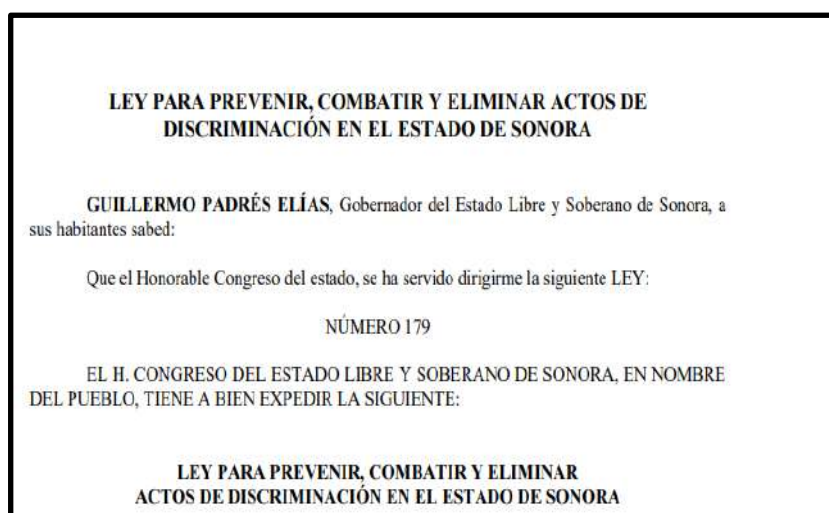 LEY PARA PREVENIR, COMBATIR Y ELIMINAR ACTOS DE
DISCRIMINACIÓN EN EL ESTADO DE SONORA
GUILLERMO PADRÉS ELÍAS, Gobernador del Estado Libre y Soberano de Sonora, a
sus habitantes sabed:
Que el Honorable Congreso del estado, se ha servido dirigirme la siguiente LEY:
NÚMERO 179
EL H. CONGRESO DEL ESTADO LIBRE Y SOBERANO DE SONORA, EN NOMBRE
DEL PUEBLO, TIENE A BIEN EXPEDIR LA SIGUIENTE:
LEY PARA PREVENIR, COMBATIR Y ELIMINAR
ACTOS DE DISCRIMINACIÓN EN EL ESTADO DE SONORA